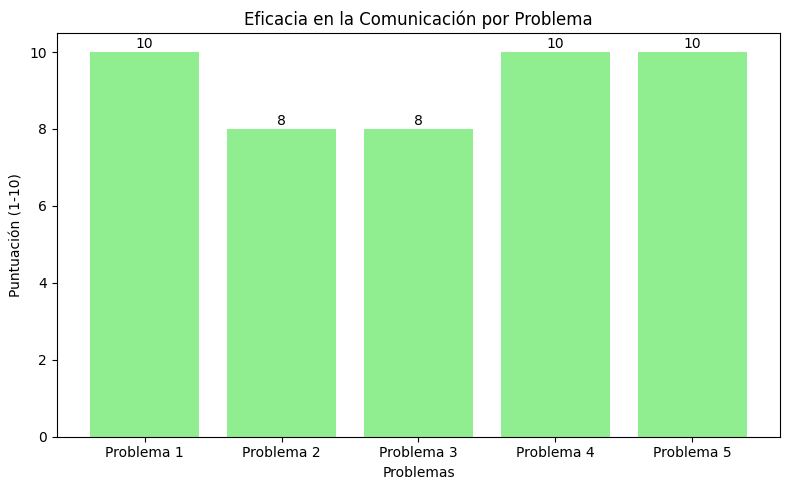 Eficacia en la Comunicación por Problema
10
8
8
10
10
Puntuación (1-10)
10
8
6
4
2
0
Problema 1
Problema 2
Problema 3
Problema 4
Problema 5
Problemas